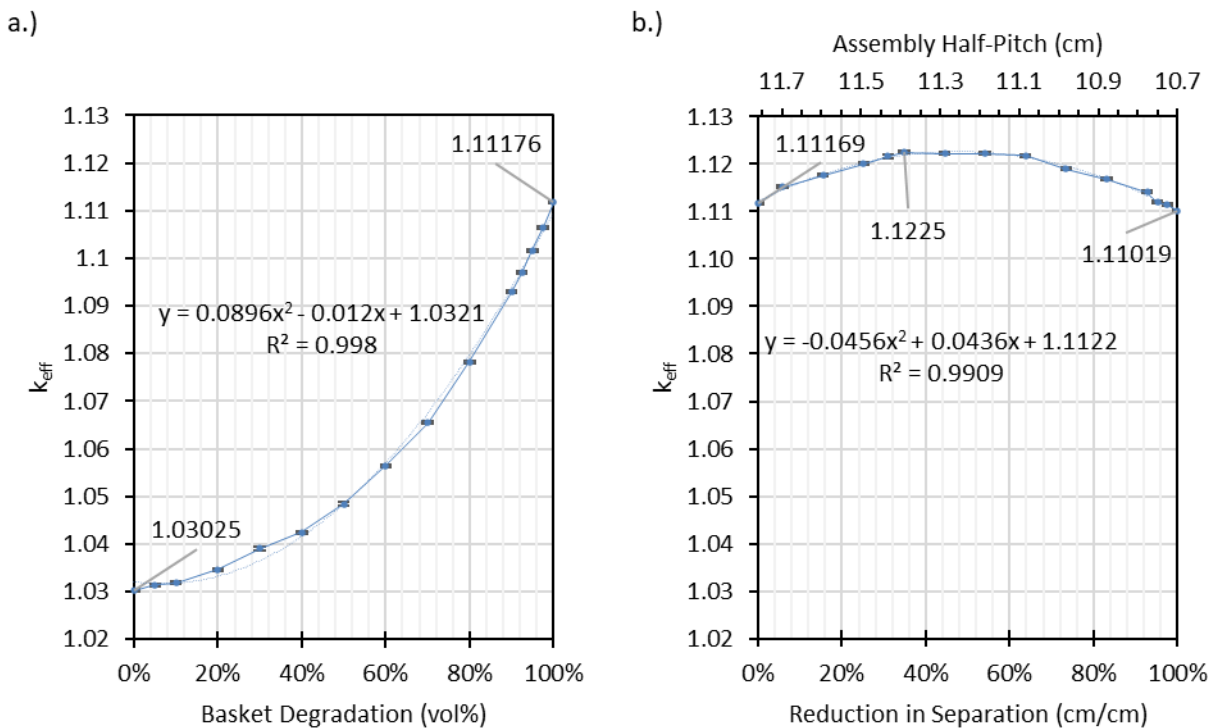 a.)
1.13
1.12
1.11
1.1
1.09
1.08
1.07
1.06
1.05
1.04
1.03
1.02
k_eff
1.11176
y = 0.0896x² - 0.012x + 1.0321
R² = 0.998
1.03025
0% 20% 40% 60% 80% 100%
Basket Degradation (vol%)
b.)
Assembly Half-Pitch (cm)
11.7 11.5 11.3 11.1 10.9 10.7
1.13
1.12
1.11
1.10
1.09
1.08
1.07
1.06
1.05
1.04
1.03
1.02
k_eff
1.11169
1.1225
1.11019
y = -0.0456x² + 0.0436x + 1.1122
R² = 0.9909
0% 20% 40% 60% 80% 100%
Reduction in Separation (cm/cm)